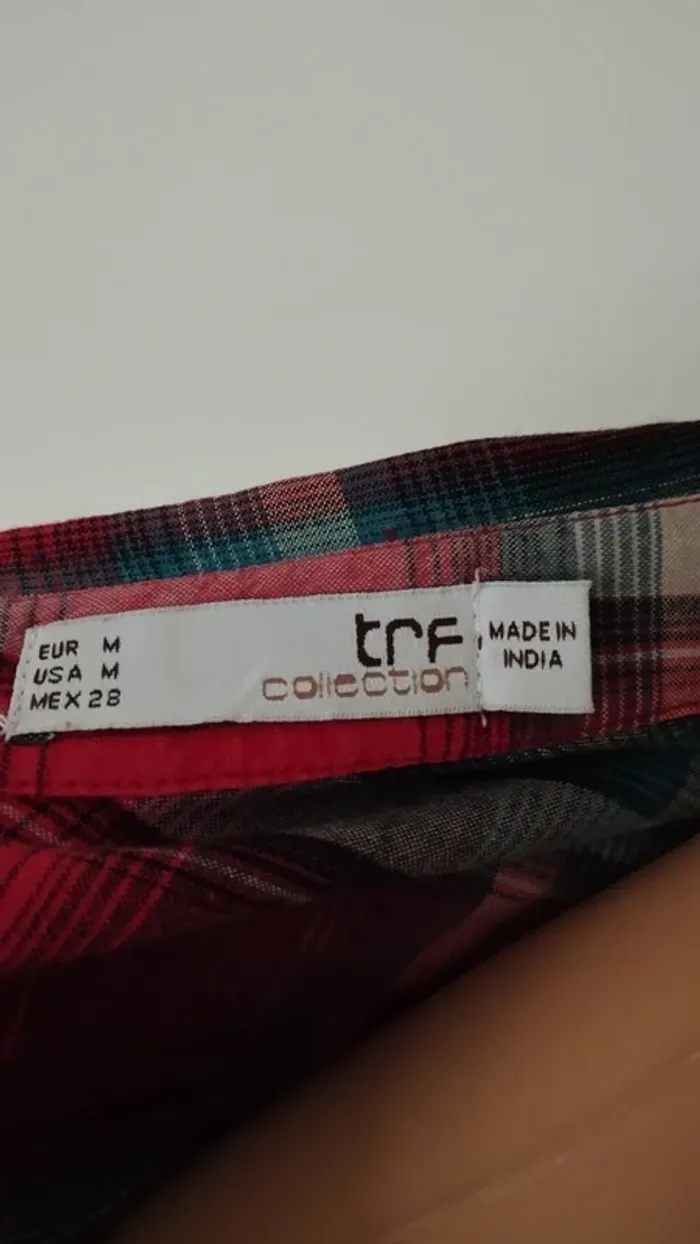 EUR M
USA M
MEX 28
trf
collection
MADE IN
INDIA